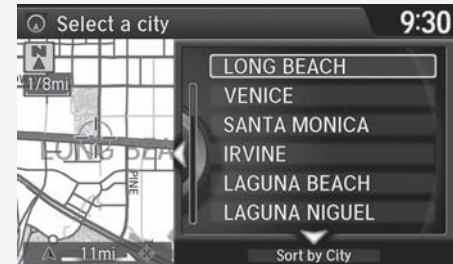 Select a city
9:30
N
1/8mi
LONG BEACH
VENICE
SANTA MONICA
IRVINE
LAGUNA BEACH
LAGUNA NIGUEL
PINE
11mi
Sort by City